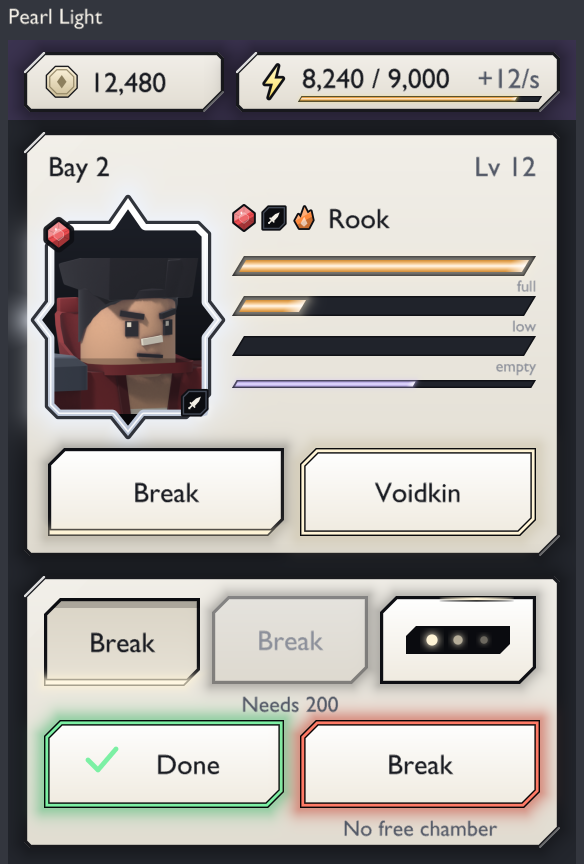 Pearl Light
12,480
8,240 / 9,000 +12/s
Bay 2 Lv 12
Rook
full
low
empty
Break Voidkin
Break Break
Needs 200
Done Break
No free chamber